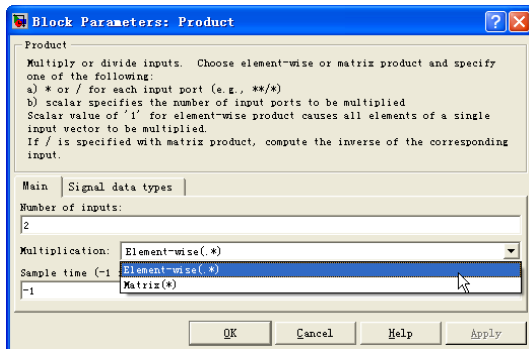 Block Parameters: Product
Product
Multiply or divide inputs. Choose element-wise or matrix product and specify
one of the following:
a) * or / for each input port (e.g., **/*)
b) scalar specifies the number of input ports to be multiplied
Scalar value of '1' for element-wise product causes all elements of a single
input vector to be multiplied.
If / is specified with matrix product, compute the inverse of the corresponding
input.
Main Signal data types
Number of inputs:
2
Multiplication: Element-wise(.*)
Sample time (-1
Element-wise(.*)
Matrix(*)
-1
OK Cancel Help Apply